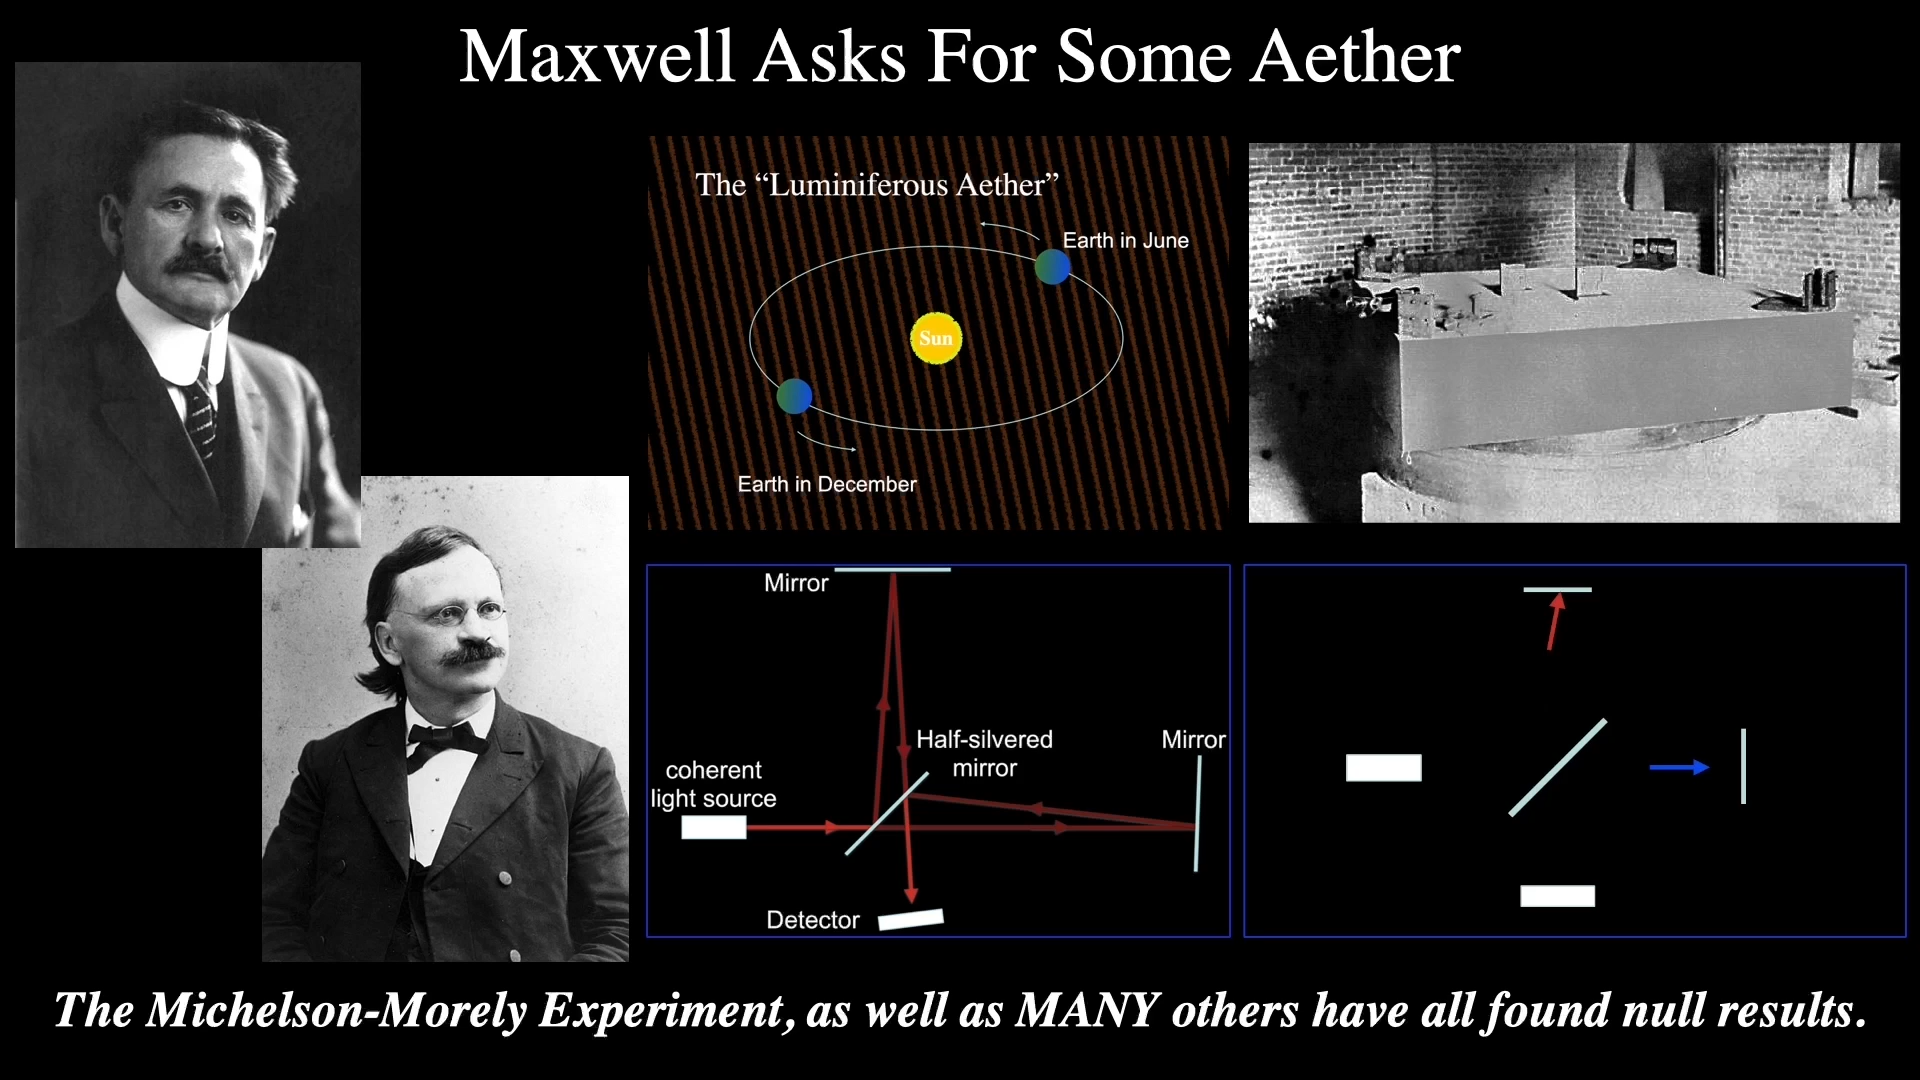 Maxwell Asks For Some Aether
The “Luminiferous Aether”
Earth in June
Sun
Earth in December
Mirror
Half-silvered
mirror
Mirror
coherent
light source
Detector
The Michelson-Morely Experiment, as well as MANY others have all found null results.